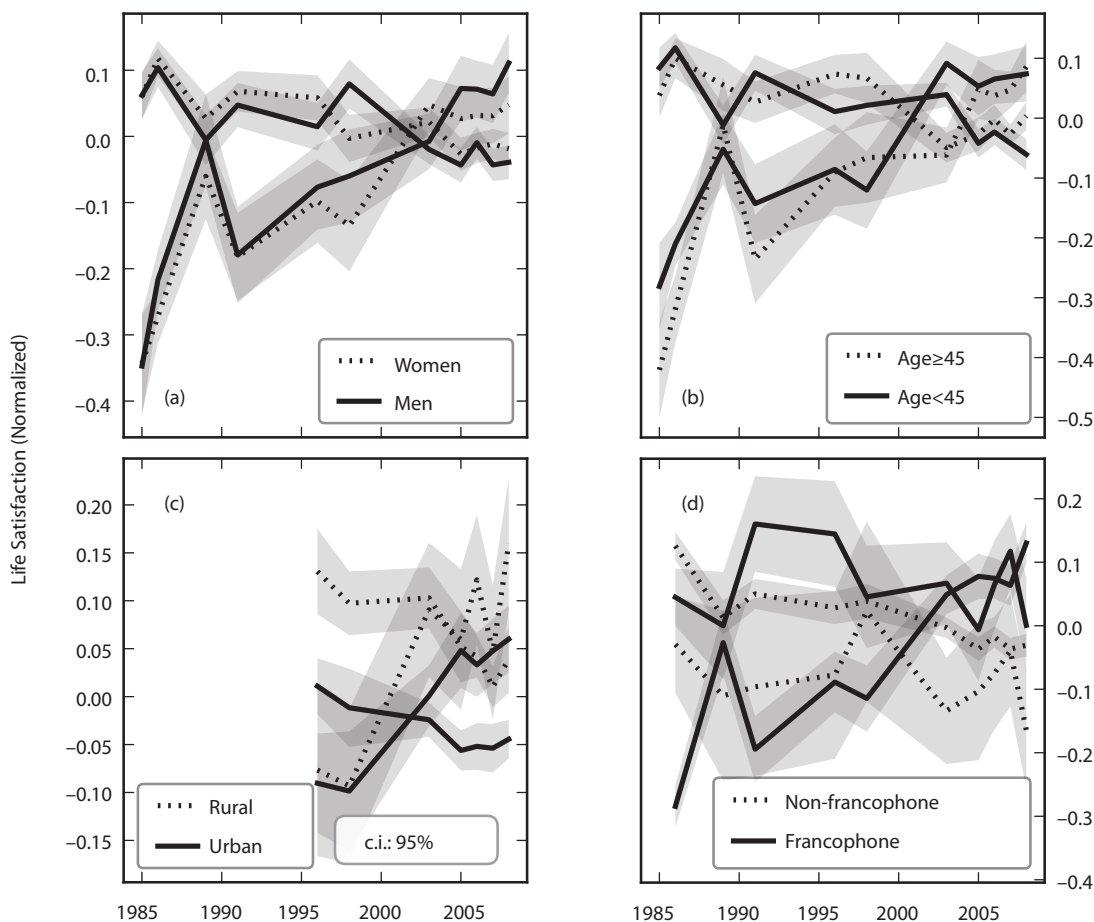 0.1
0.0
−0.1
−0.2
−0.3
−0.4
(a)
Women
Men
0.1
0.0
−0.1
−0.2
−0.3
−0.4
−0.5
(b)
Age≥45
Age<45
Life Satisfaction (Normalized)
0.20
0.15
0.10
0.05
0.00
−0.05
−0.10
−0.15
(c)
Rural
Urban
c.i.: 95%
1985 1990 1995 2000 2005
0.2
0.1
0.0
−0.1
−0.2
−0.3
−0.4
(d)
Non-francophone
Francophone
1985 1990 1995 2000 2005